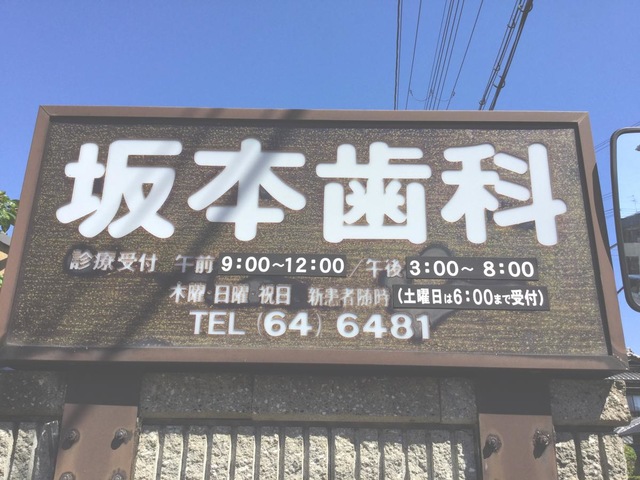 坂本歯科
診療受付 午前 9:00~12:00/午後 3:00~ 8:00
木曜・日曜・祝日 新患者随時 (土曜日は6:00まで受付)
TEL (64) 6481